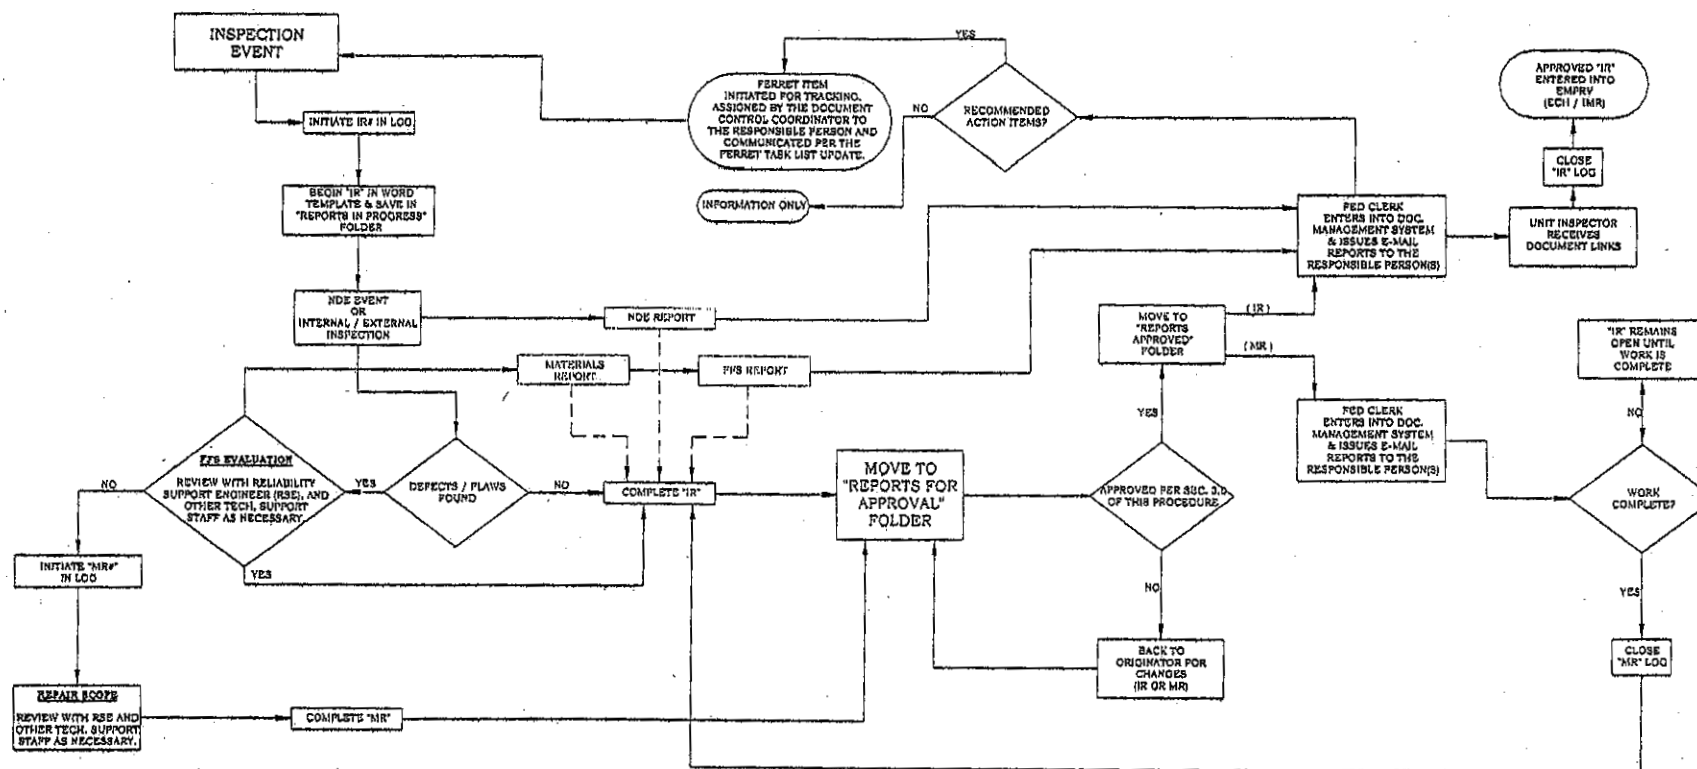 INSPECTION
EVENT
INITIATE IR# IN LOG
BEGIN "IR" IN WORD
TEMPLATE & SAVE IN
"REPORTS IN PROGRESS"
FOLDER
NDE EVENT
OR
INTERNAL / EXTERNAL
INSPECTION
YES
FERRET ITEM
INITIATED FOR TRACKING.
ASSIGNED BY THE DOCUMENT
CONTROL COORDINATOR TO
THE RESPONSIBLE PERSON AND
COMMUNICATED PER THE
FERRET TASK LIST UPDATE.
NO
RECOMMENDED
ACTION ITEMS?
INFORMATION ONLY
APPROVED "IR"
ENTERED INTO
EMPRV
(ECH / IMR)
CLOSE
"IR" LOG
FED CLERK
ENTERS INTO DOC.
MANAGEMENT SYSTEM
& ISSUES E-MAIL
REPORTS TO THE
RESPONSIBLE PERSON(S)
UNIT INSPECTOR
RECEIVES
DOCUMENT LINKS
NDE REPORT
MATERIALS
REPORT
FFS REPORT
MOVE TO
"REPORTS
APPROVED"
FOLDER
(IR)
(MR)
"IR" REMAINS
OPEN UNTIL
WORK IS
COMPLETE
NO
FED CLERK
ENTERS INTO DOC.
MANAGEMENT SYSTEM
& ISSUES E-MAIL
REPORTS TO THE
RESPONSIBLE PERSON(S)
YES
NO
FFS EVALUATION
REVIEW WITH RELIABILITY
SUPPORT ENGINEER (RSE), AND
OTHER TECH. SUPPORT
STAFF AS NECESSARY.
YES
YES
DEFECTS / FLAWS
FOUND
NO
COMPLETE "IR"
MOVE TO
"REPORTS FOR
APPROVAL"
FOLDER
APPROVED PER SEC. 3.0
OF THIS PROCEDURE
NO
WORK
COMPLETE?
YES
INITIATE "MR#"
IN LOG
BACK TO
ORIGINATOR FOR
CHANGES
(IR OR MR)
CLOSE
"MR" LOG
REPAIR SCOPE
REVIEW WITH RSE AND
OTHER TECH. SUPPORT
STAFF AS NECESSARY.
COMPLETE "MR"